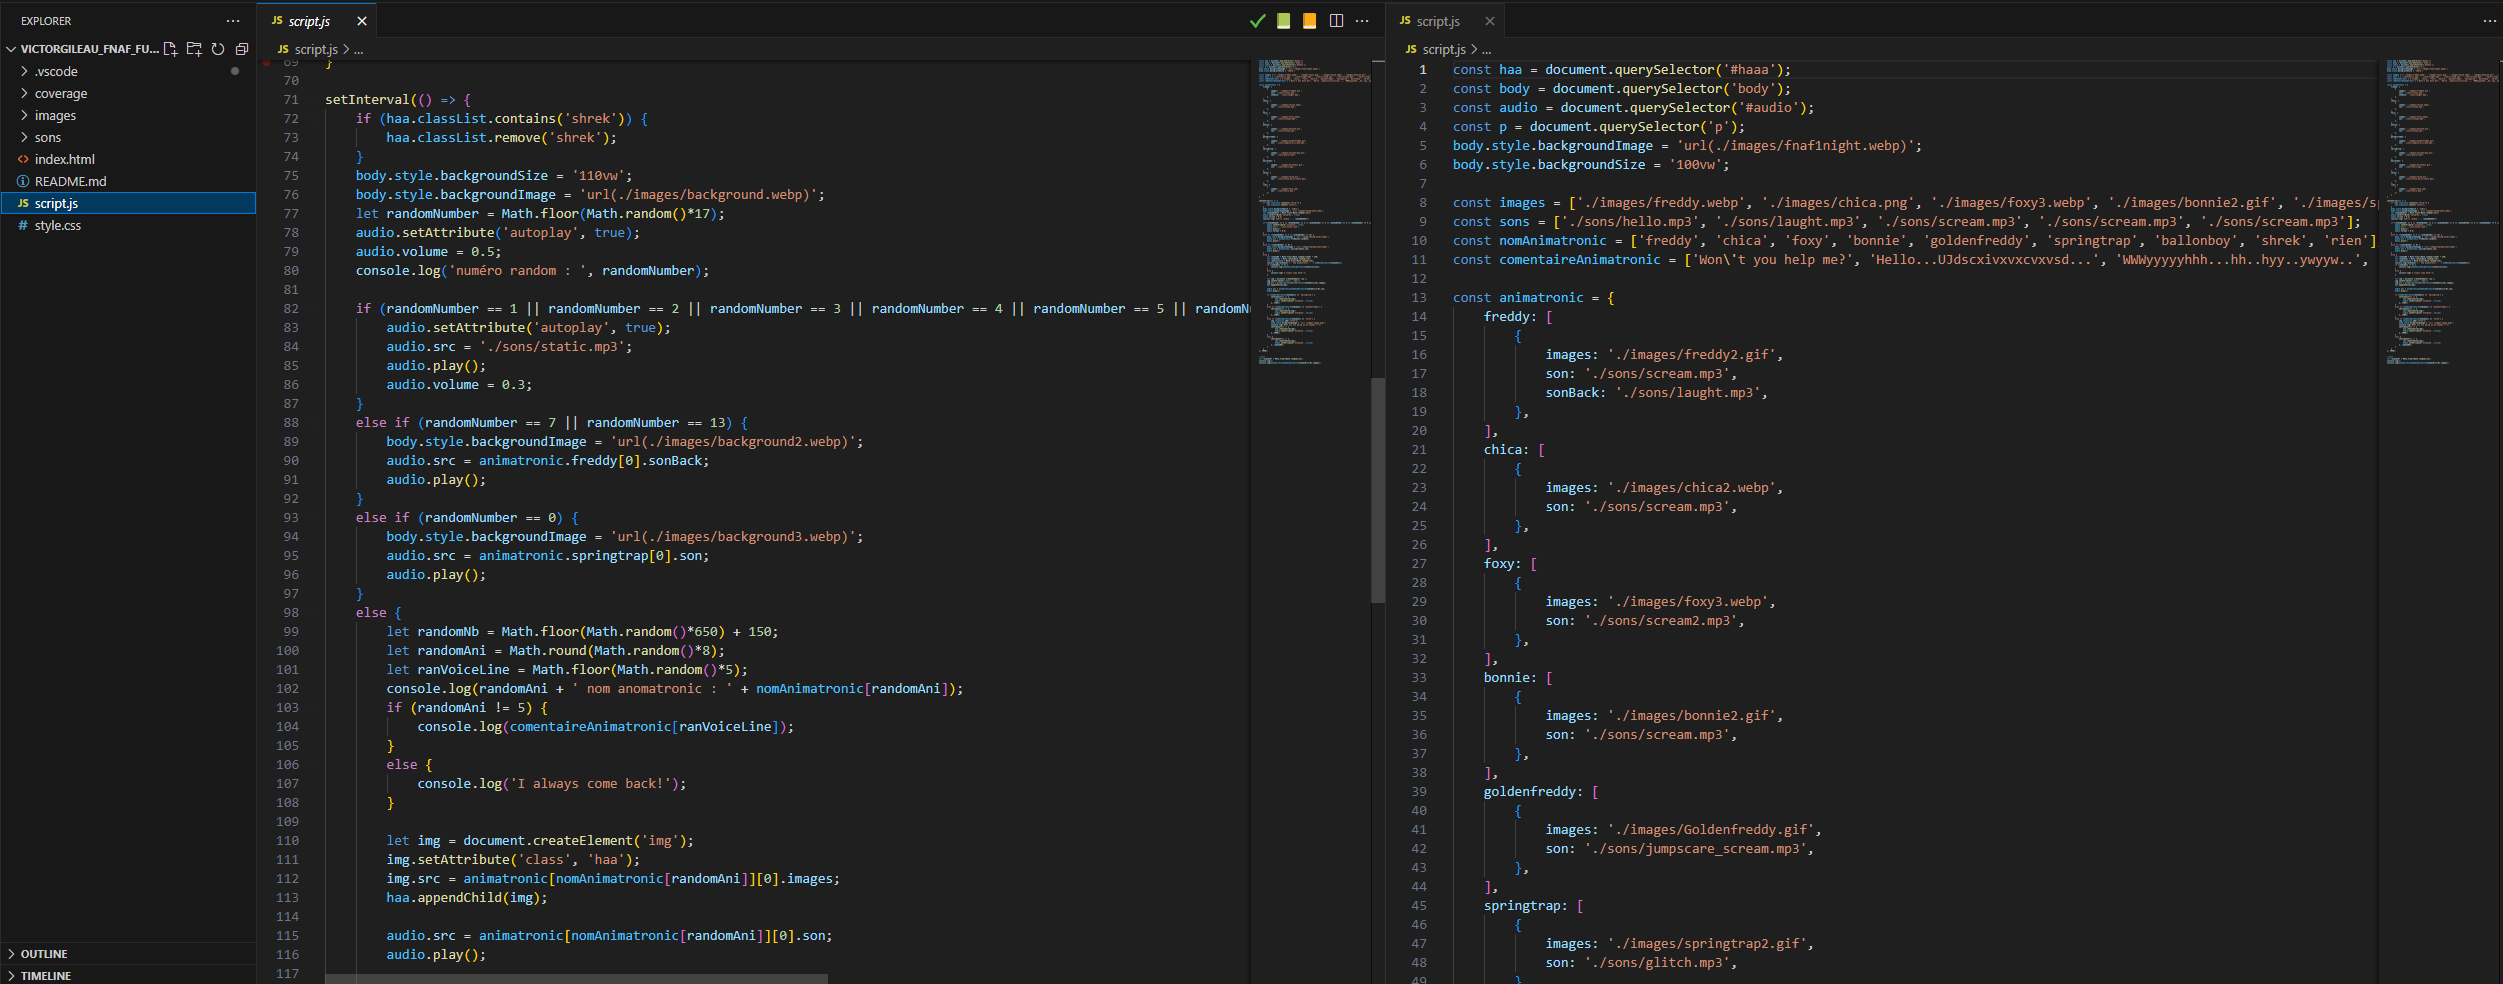 EXPLORER
VICTORGILEAU_FNAF_FU...
.vscode
coverage
images
sons
index.html
README.md
JS script.js
# style.css
OUTLINE
TIMELINE
JS script.js
JS script.js > ...
69 }
70
71 setInterval(() => {
72     if (haa.classList.contains('shrek')) {
73         haa.classList.remove('shrek');
74     }
75     body.style.backgroundSize = '110vw';
76     body.style.backgroundImage = 'url(./images/background.webp)';
77     let randomNumber = Math.floor(Math.random()*17);
78     audio.setAttribute('autoplay', true);
79     audio.volume = 0.5;
80     console.log('numéro random : ', randomNumber);
81
82     if (randomNumber == 1 || randomNumber == 2 || randomNumber == 3 || randomNumber == 4 || randomNumber == 5 || randomN
83         audio.setAttribute('autoplay', true);
84         audio.src = './sons/static.mp3';
85         audio.play();
86         audio.volume = 0.3;
87     }
88     else if (randomNumber == 7 || randomNumber == 13) {
89         body.style.backgroundImage = 'url(./images/background2.webp)';
90         audio.src = animatronic.freddy[0].sonBack;
91         audio.play();
92     }
93     else if (randomNumber == 0) {
94         body.style.backgroundImage = 'url(./images/background3.webp)';
95         audio.src = animatronic.springtrap[0].son;
96         audio.play();
97     }
98     else {
99         let randomNb = Math.floor(Math.random()*650) + 150;
100         let randomAni = Math.round(Math.random()*8);
101         let ranVoiceLine = Math.floor(Math.random()*5);
102         console.log(randomAni + ' nom anomatronic : ' + nomAnimatronic[randomAni]);
103         if (randomAni != 5) {
104             console.log(comentaireAnimatronic[ranVoiceLine]);
105         }
106         else {
107             console.log('I always come back!');
108         }
109
110         let img = document.createElement('img');
111         img.setAttribute('class', 'haa');
112         img.src = animatronic[nomAnimatronic[randomAni]][0].images;
113         haa.appendChild(img);
114
115         audio.src = animatronic[nomAnimatronic[randomAni]][0].son;
116         audio.play();
117
JS script.js
JS script.js > ...
1 const haa = document.querySelector('#haaa');
2 const body = document.querySelector('body');
3 const audio = document.querySelector('#audio');
4 const p = document.querySelector('p');
5 body.style.backgroundImage = 'url(./images/fnaf1night.webp)';
6 body.style.backgroundSize = '100vw';
7
8 const images = ['./images/freddy.webp', './images/chica.png', './images/foxy3.webp', './images/bonnie2.gif', './images/sp
9 const sons = ['./sons/hello.mp3', './sons/laught.mp3', './sons/scream.mp3', './sons/scream.mp3', './sons/scream.mp3'];
10 const nomAnimatronic = ['freddy', 'chica', 'foxy', 'bonnie', 'goldenfreddy', 'springtrap', 'ballonboy', 'shrek', 'rien']
11 const comentaireAnimatronic = ['Won\'t you help me?', 'Hello...UJdscxivxvxcvxvsd...', 'WWWyyyyyhhh...hh..hyy..ywyyw..',
12
13 const animatronic = {
14     freddy: [
15         {
16             images: './images/freddy2.gif',
17             son: './sons/scream.mp3',
18             sonBack: './sons/laught.mp3',
19         },
20     ],
21     chica: [
22         {
23             images: './images/chica2.webp',
24             son: './sons/scream.mp3',
25         },
26     ],
27     foxy: [
28         {
29             images: './images/foxy3.webp',
30             son: './sons/scream2.mp3',
31         },
32     ],
33     bonnie: [
34         {
35             images: './images/bonnie2.gif',
36             son: './sons/scream.mp3',
37         },
38     ],
39     goldenfreddy: [
40         {
41             images: './images/Goldenfreddy.gif',
42             son: './sons/jumpscare_scream.mp3',
43         },
44     ],
45     springtrap: [
46         {
47             images: './images/springtrap2.gif',
48             son: './sons/glitch.mp3',
49         }